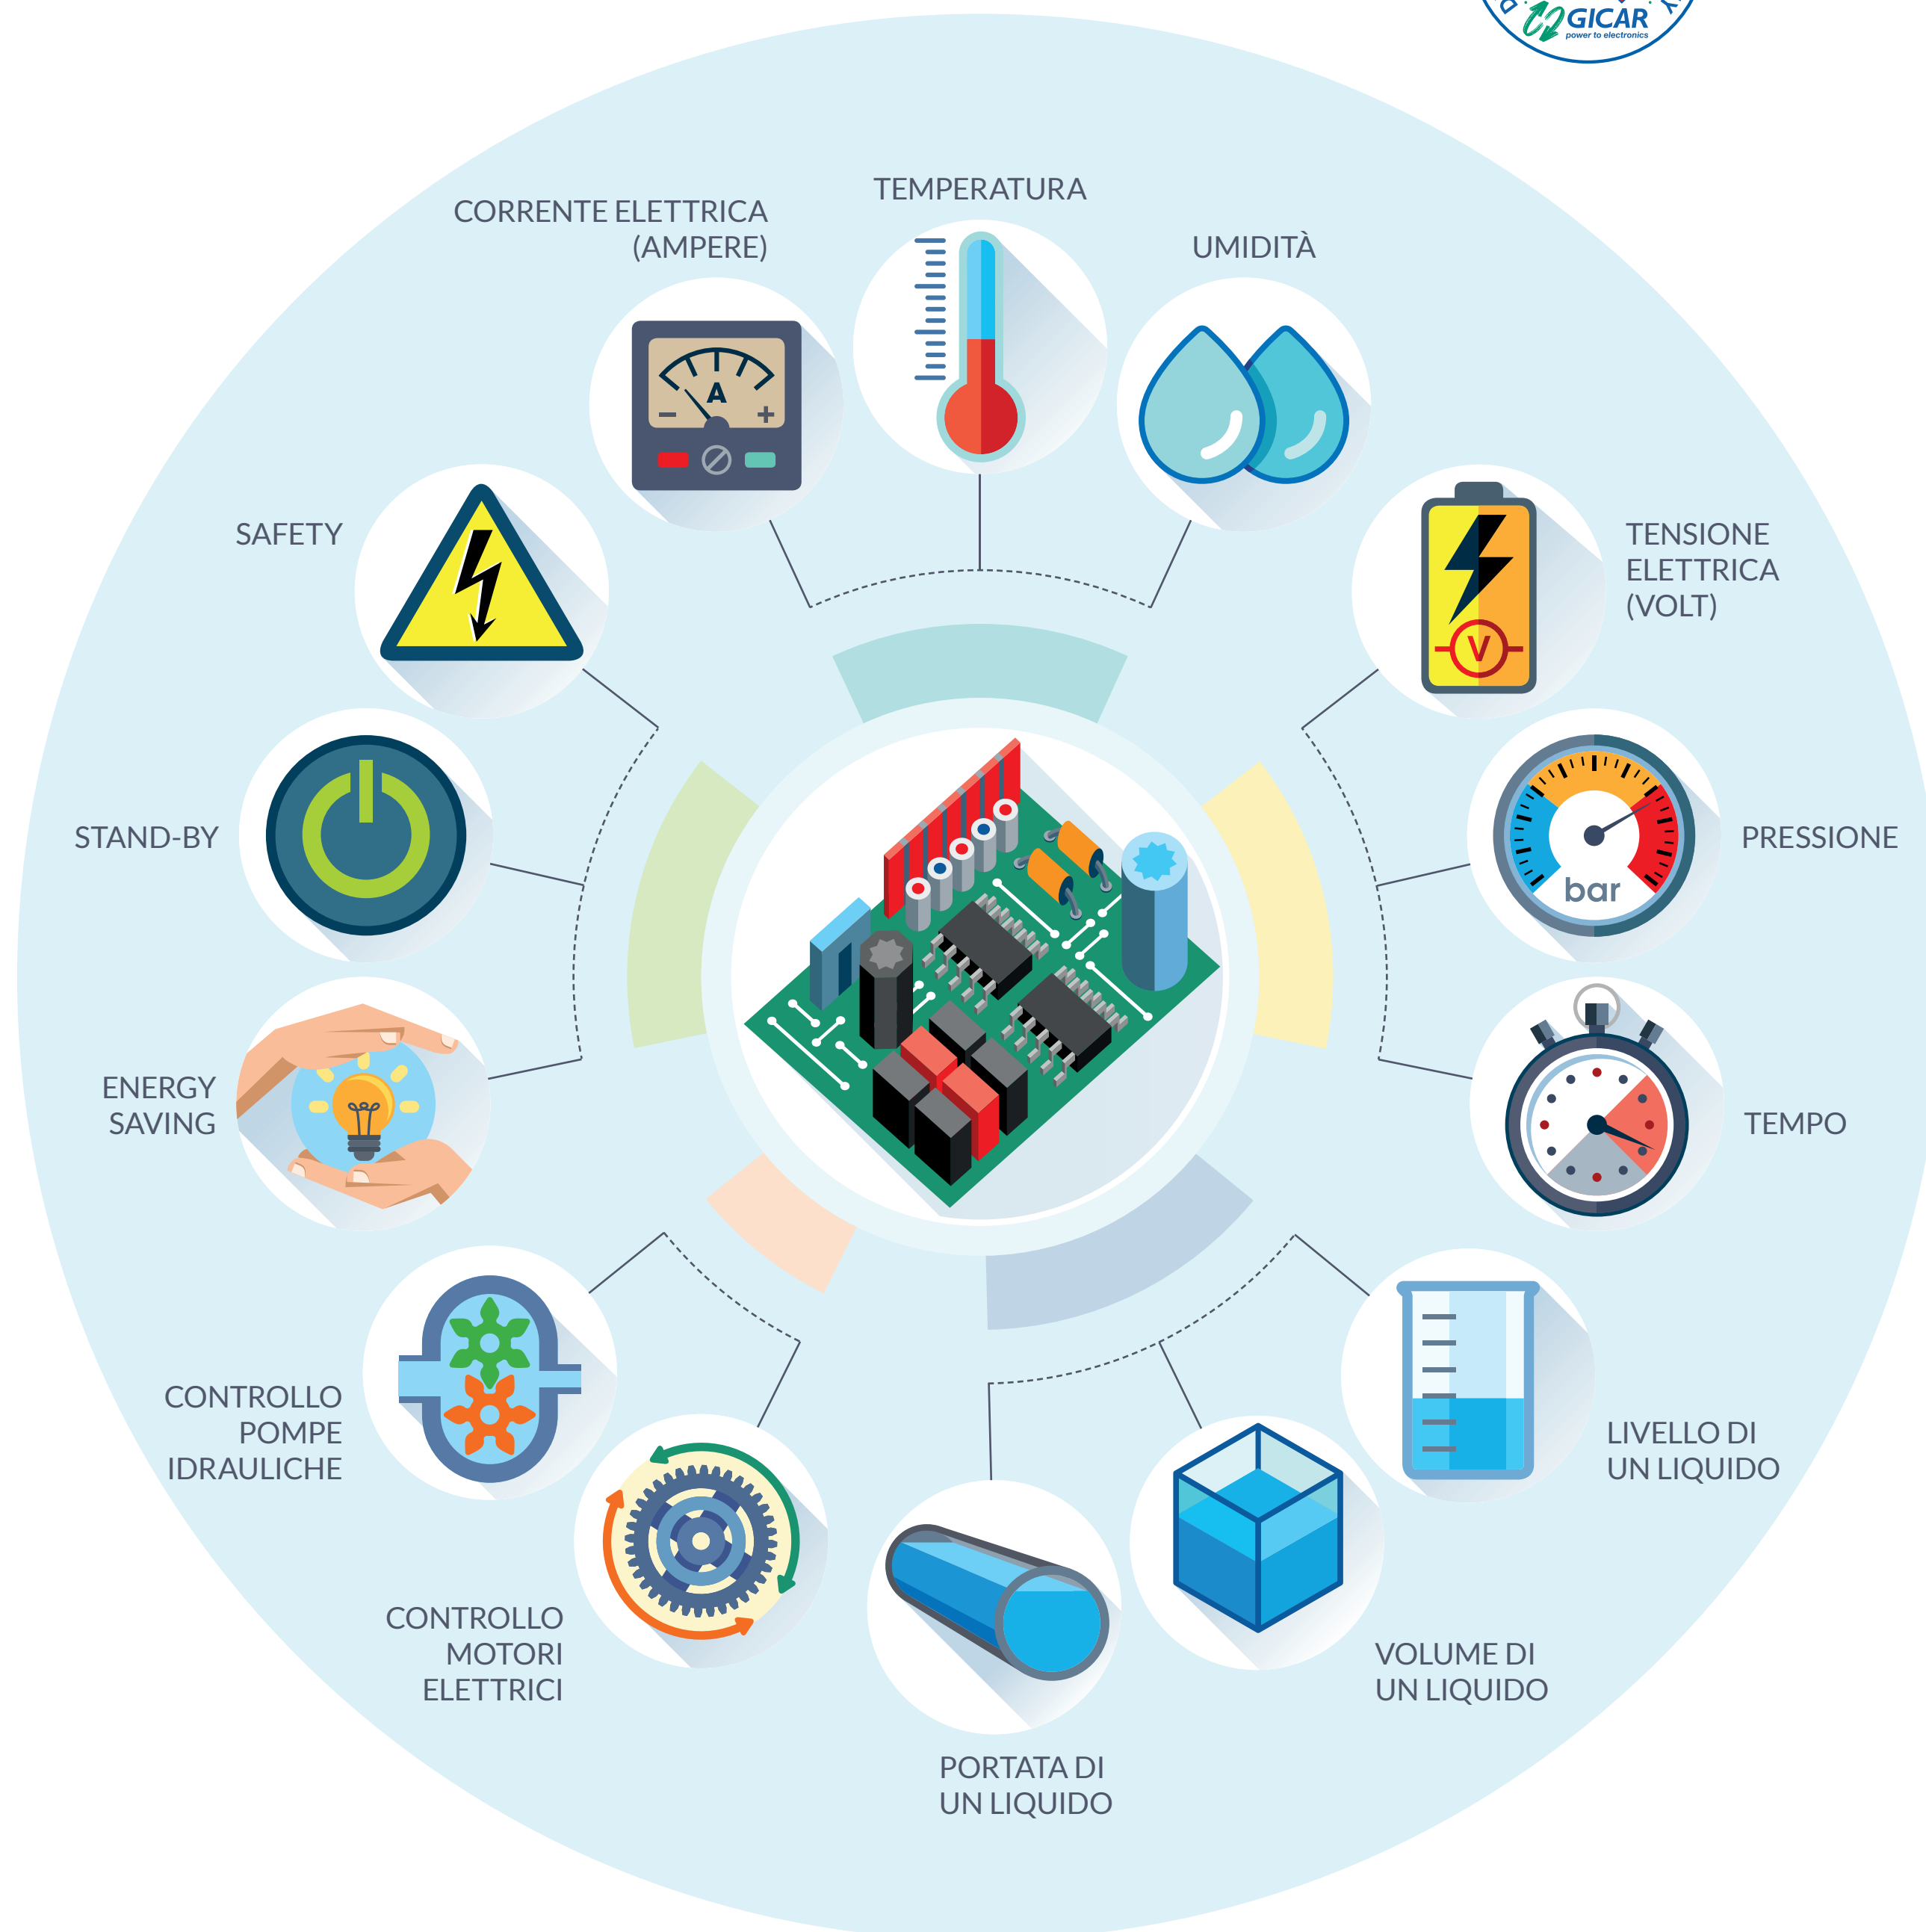 GICAR
power to electronics
TEMPERATURA
CORRENTE ELETTRICA
(AMPERE)
UMIDITÀ
A
− +
SAFETY
TENSIONE
ELETTRICA
(VOLT)
V
STAND-BY
PRESSIONE
bar
ENERGY
SAVING
TEMPO
CONTROLLO
POMPE
IDRAULICHE
LIVELLO DI
UN LIQUIDO
CONTROLLO
MOTORI
ELETTRICI
VOLUME DI
UN LIQUIDO
PORTATA DI
UN LIQUIDO